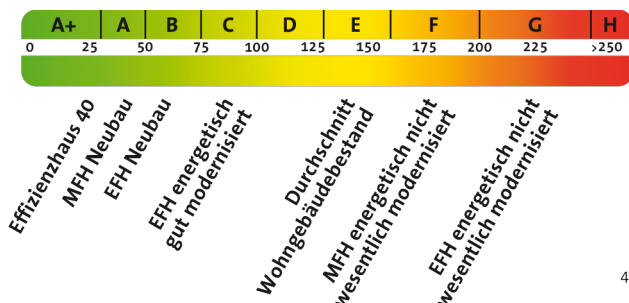 A+ A B C D E F G H
0 25 50 75 100 125 150 175 200 225 >250
Effizienzhaus 40
MFH Neubau
EFH Neubau
EFH energetisch
gut modernisiert
Durchschnitt
Wohngebäudebestand
MFH energetisch nicht
wesentlich modernisiert
EFH energetisch nicht
wesentlich modernisiert
4